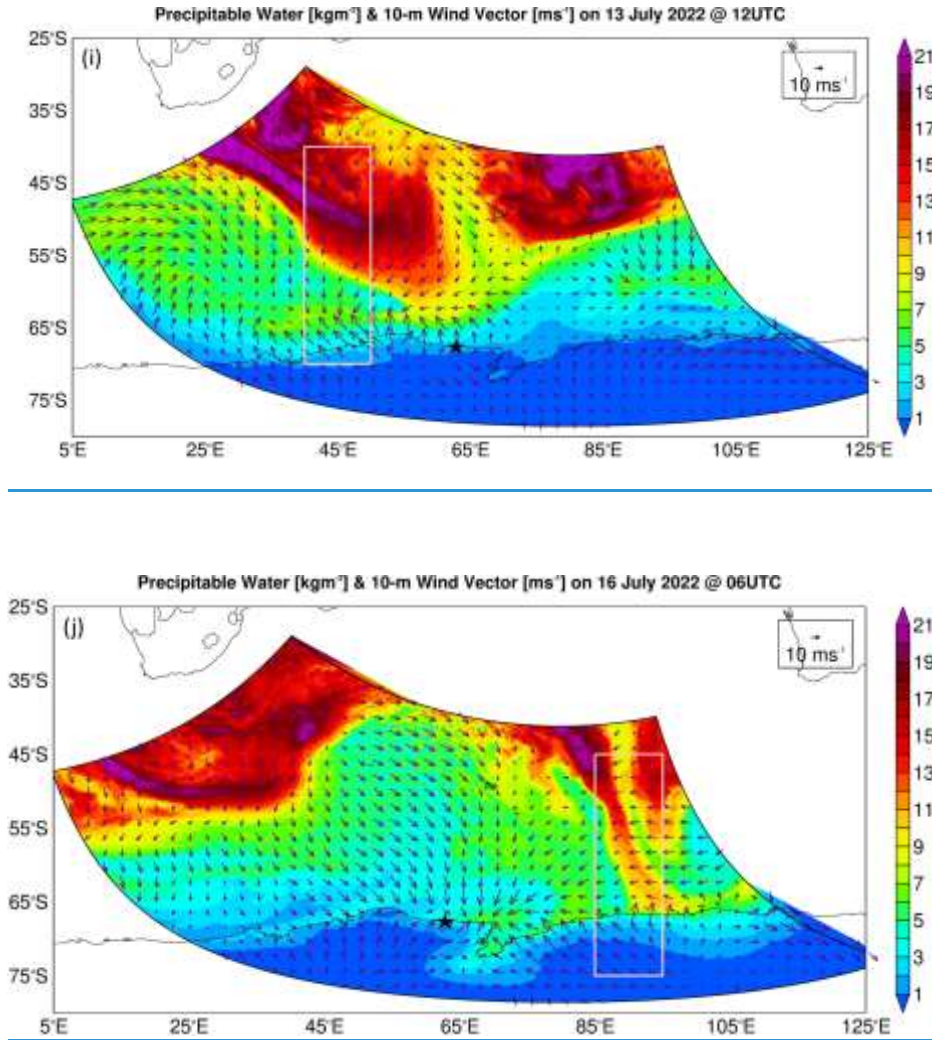 Precipitable Water [kgm⁻²] & 10-m Wind Vector [ms⁻¹] on 13 July 2022 @ 12UTC
(i)
10 ms⁻¹
25°S
35°S
45°S
55°S
65°S
75°S
5°E 25°E 45°E 65°E 85°E 105°E 125°E
21
19
17
15
13
11
9
7
5
3
1
Precipitable Water [kgm⁻²] & 10-m Wind Vector [ms⁻¹] on 16 July 2022 @ 06UTC
(j)
10 ms⁻¹
25°S
35°S
45°S
55°S
65°S
75°S
5°E 25°E 45°E 65°E 85°E 105°E 125°E
21
19
17
15
13
11
9
7
5
3
1